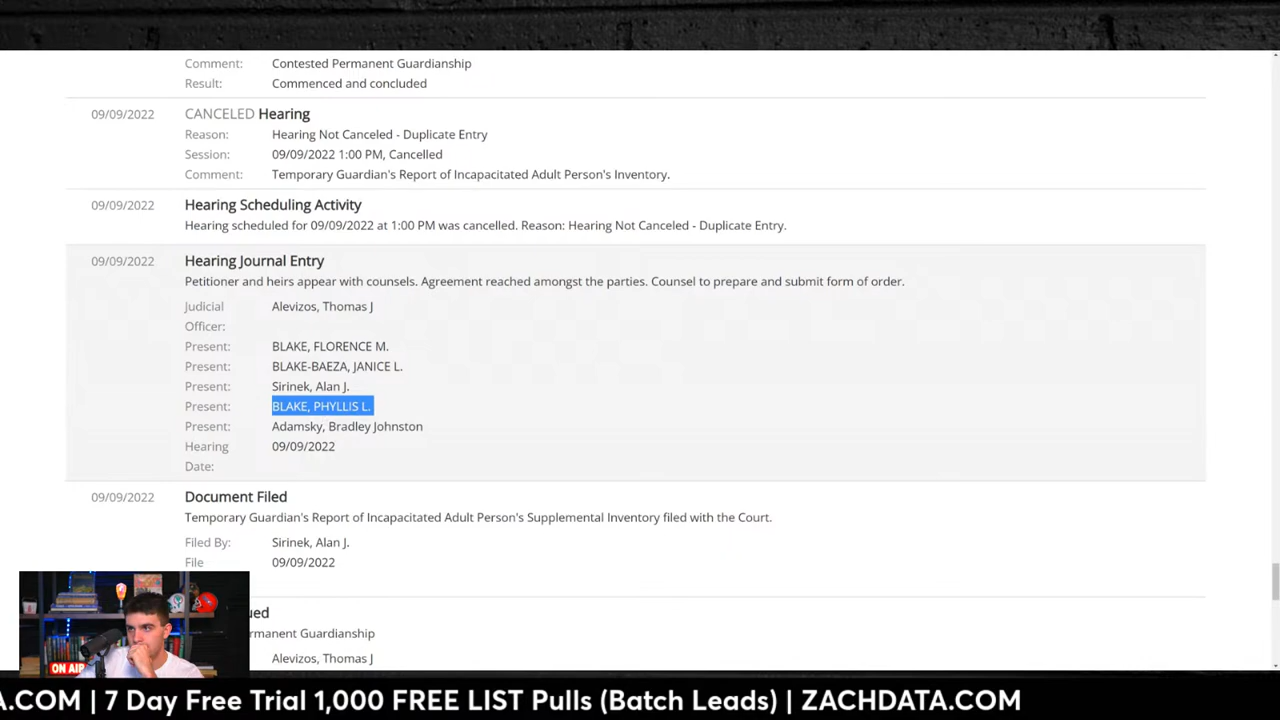 Comment: Contested Permanent Guardianship
Result: Commenced and concluded
09/09/2022 CANCELED Hearing
Reason: Hearing Not Canceled - Duplicate Entry
Session: 09/09/2022 1:00 PM, Cancelled
Comment: Temporary Guardian's Report of Incapacitated Adult Person's Inventory.
09/09/2022 Hearing Scheduling Activity
Hearing scheduled for 09/09/2022 at 1:00 PM was cancelled. Reason: Hearing Not Canceled - Duplicate Entry.
09/09/2022 Hearing Journal Entry
Petitioner and heirs appear with counsels. Agreement reached amongst the parties. Counsel to prepare and submit form of order.
Judicial Alevizos, Thomas J
Officer:
Present: BLAKE, FLORENCE M.
Present: BLAKE-BAEZA, JANICE L.
Present: Sirinek, Alan J.
Present: BLAKE, PHYLLIS L.
Present: Adamsky, Bradley Johnston
Hearing 09/09/2022
Date:
09/09/2022 Document Filed
Temporary Guardian's Report of Incapacitated Adult Person's Supplemental Inventory filed with the Court.
Filed By: Sirinek, Alan J.
File 09/09/2022
ued
rmanent Guardianship
Alevizos, Thomas J
ON AIR
A.COM | 7 Day Free Trial 1,000 FREE LIST Pulls (Batch Leads) | ZACHDATA.COM